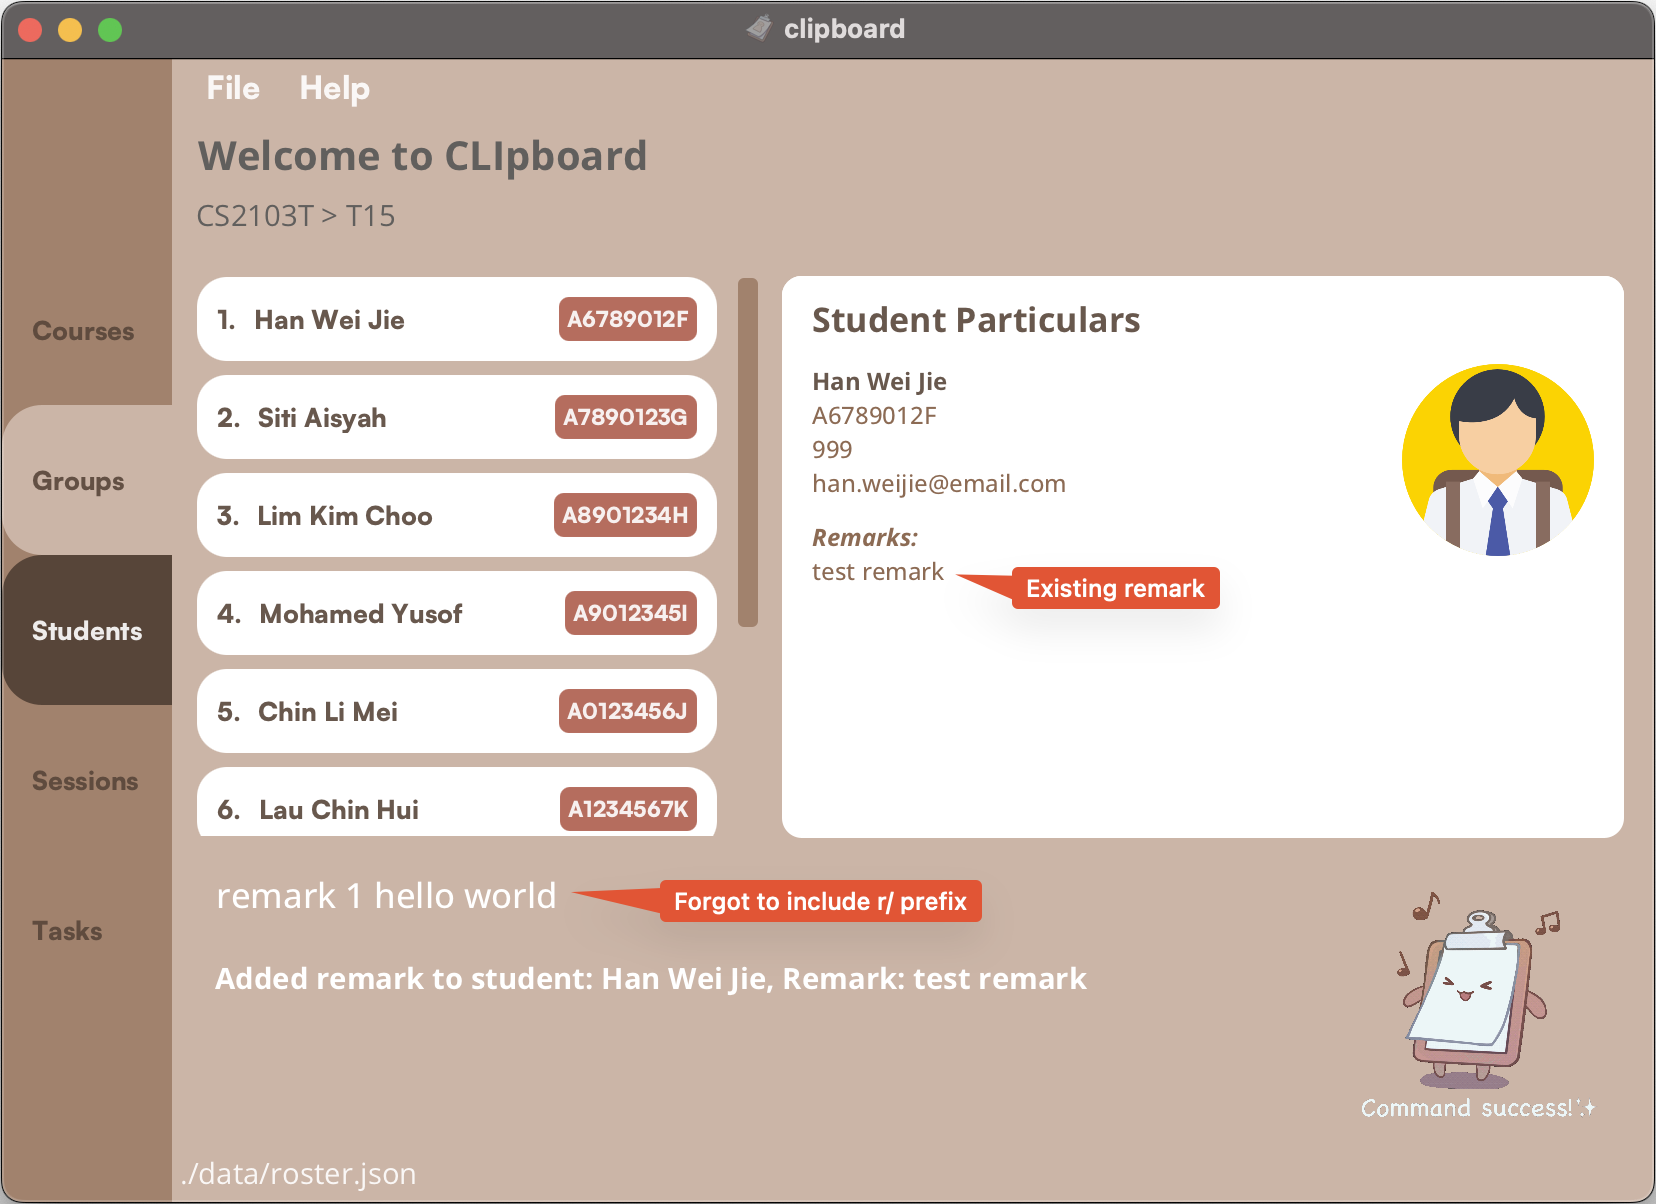 clipboard
File Help
Welcome to CLIpboard
CS2103T > T15
Courses
Groups
Students
Sessions
Tasks
1. Han Wei Jie A6789012F
2. Siti Aisyah A7890123G
3. Lim Kim Choo A8901234H
4. Mohamed Yusof A9012345I
5. Chin Li Mei A0123456J
6. Lau Chin Hui A1234567K
Student Particulars
Han Wei Jie
A6789012F
999
han.weijie@email.com
Remarks:
test remark
Existing remark
remark 1 hello world
Forgot to include r/ prefix
Added remark to student: Han Wei Jie, Remark: test remark
Command success!
./data/roster.json